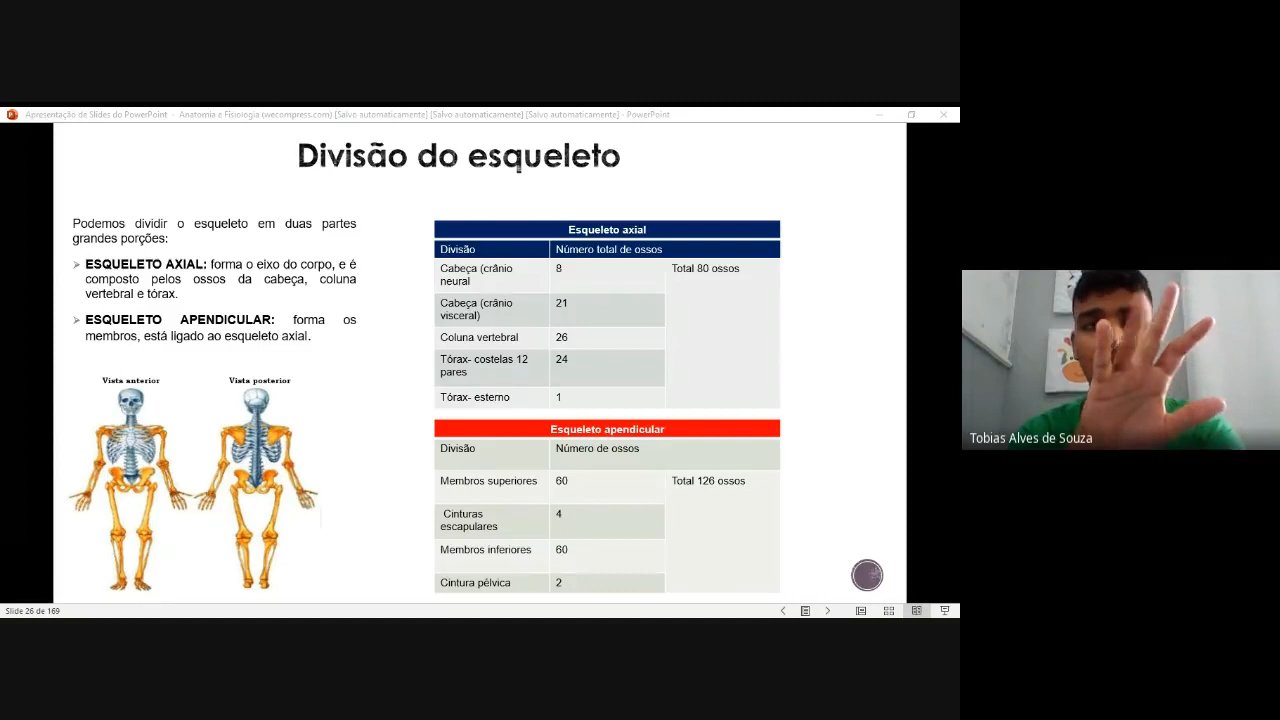 Apresentação de Slides do PowerPoint - Anatomia e Fisiologia (wecompress.com) [Salvo automaticamente] [Salvo automaticamente] [Salvo automaticamente] - PowerPoint
Divisão do esqueleto
Podemos dividir o esqueleto em duas partes
grandes porções:
ESQUELETO AXIAL: forma o eixo do corpo, e é
composto pelos ossos da cabeça, coluna
vertebral e tórax.
ESQUELETO APENDICULAR: forma os
membros, está ligado ao esqueleto axial.
Vista anterior
Vista posterior
Esqueleto axial
Divisão Número total de ossos
Cabeça (crânio
neural
8
Total 80 ossos
Cabeça (crânio
visceral)
21
Coluna vertebral 26
Tórax- costelas 12
pares
24
Tórax- esterno 1
Esqueleto apendicular
Divisão Número de ossos
Membros superiores 60 Total 126 ossos
Cinturas
escapulares
4
Membros inferiores 60
Cintura pélvica 2
Tobias Alves de Souza
Slide 26 de 169